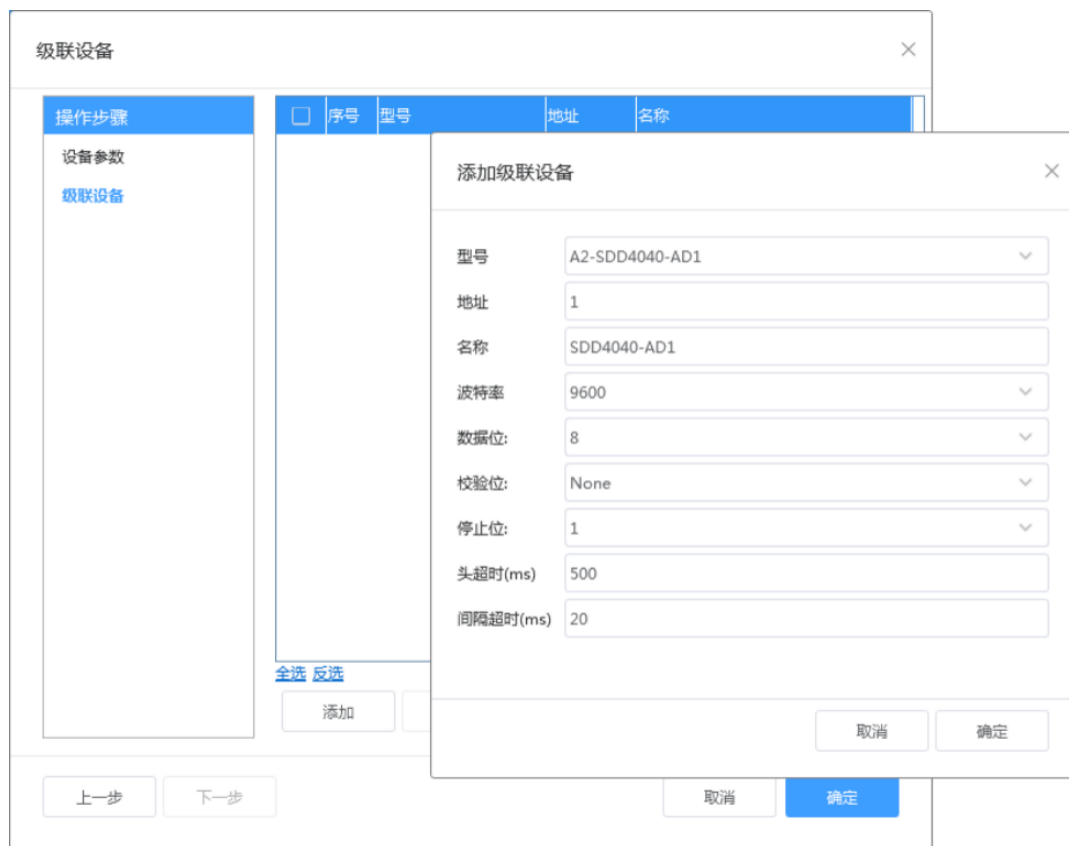 级联设备
操作步骤
设备参数
级联设备
序号 型号 地址 名称
全选 反选
添加
上一步 下一步 取消 确定
添加级联设备
型号 A2-SDD4040-AD1
地址 1
名称 SDD4040-AD1
波特率 9600
数据位: 8
校验位: None
停止位: 1
头超时(ms) 500
间隔超时(ms) 20
取消 确定